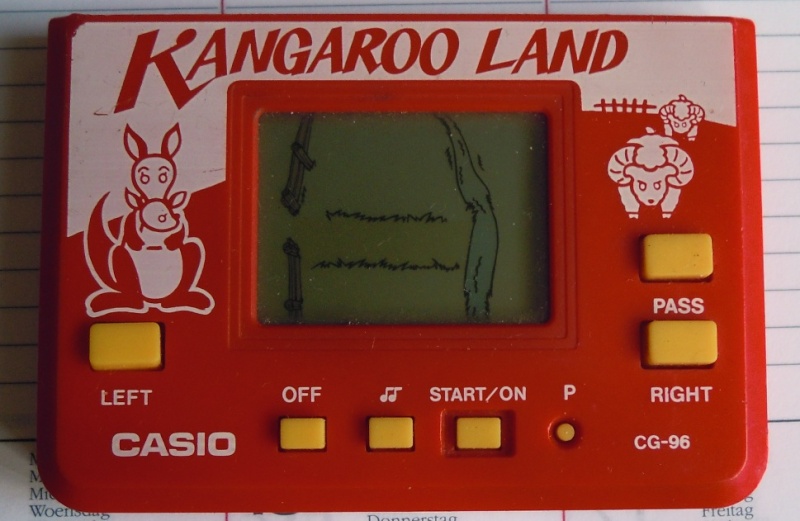 KANGAROO LAND
PASS
LEFT
RIGHT
OFF
START/ON
P
CASIO
CG-96
Woensdag
Donnerstag
Freitag